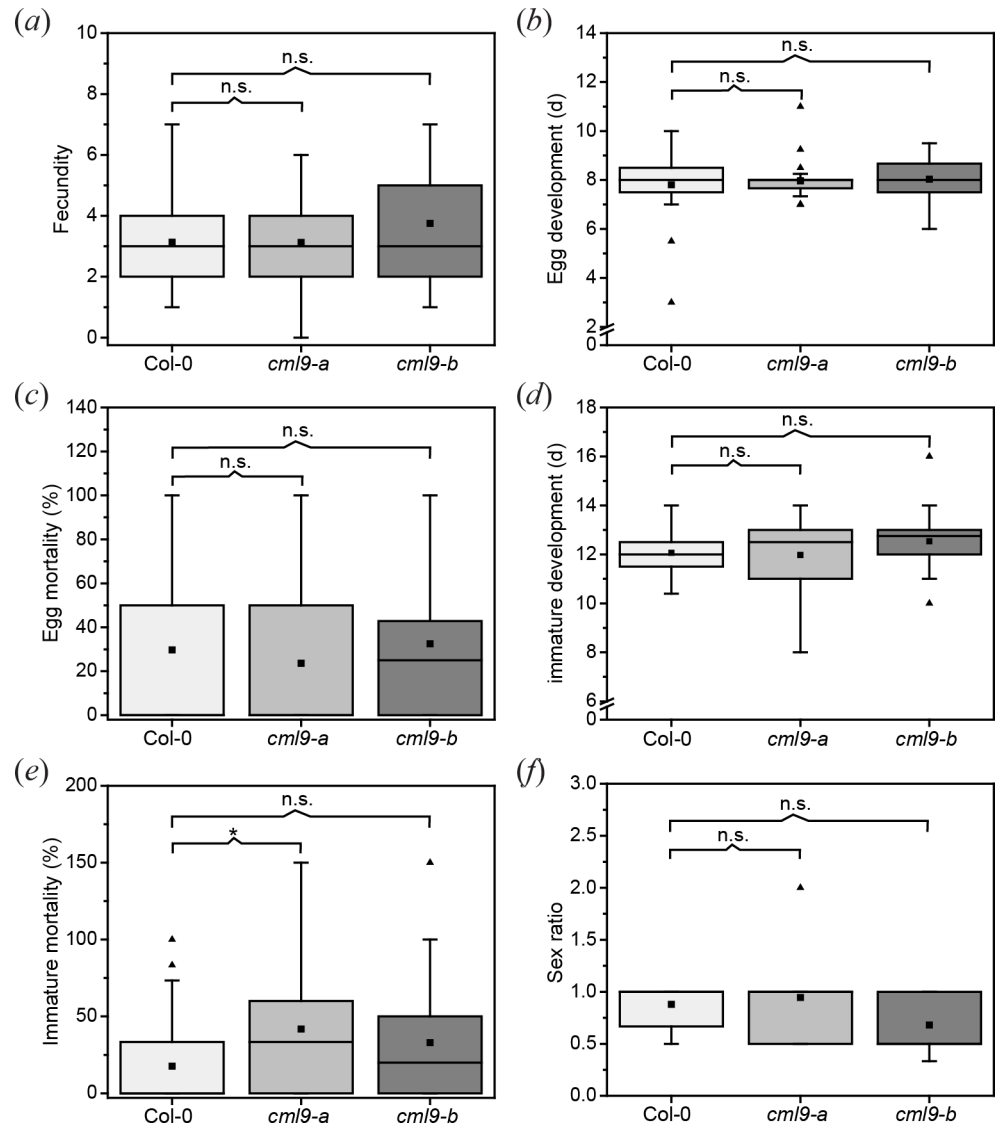 (a)
Fecundity
10
8
6
4
2
0
n.s.
n.s.
Col-0 cml9-a cml9-b
(b)
Egg development (d)
14
12
10
8
6
4
2
0
n.s.
n.s.
Col-0 cml9-a cml9-b
(c)
Egg mortality (%)
140
120
100
80
60
40
20
0
n.s.
n.s.
Col-0 cml9-a cml9-b
(d)
immature development (d)
18
16
14
12
10
8
6
0
n.s.
n.s.
Col-0 cml9-a cml9-b
(e)
Immature mortality (%)
200
150
100
50
0
n.s.
*
Col-0 cml9-a cml9-b
(f)
Sex ratio
3.0
2.5
2.0
1.5
1.0
0.5
0.0
n.s.
n.s.
Col-0 cml9-a cml9-b